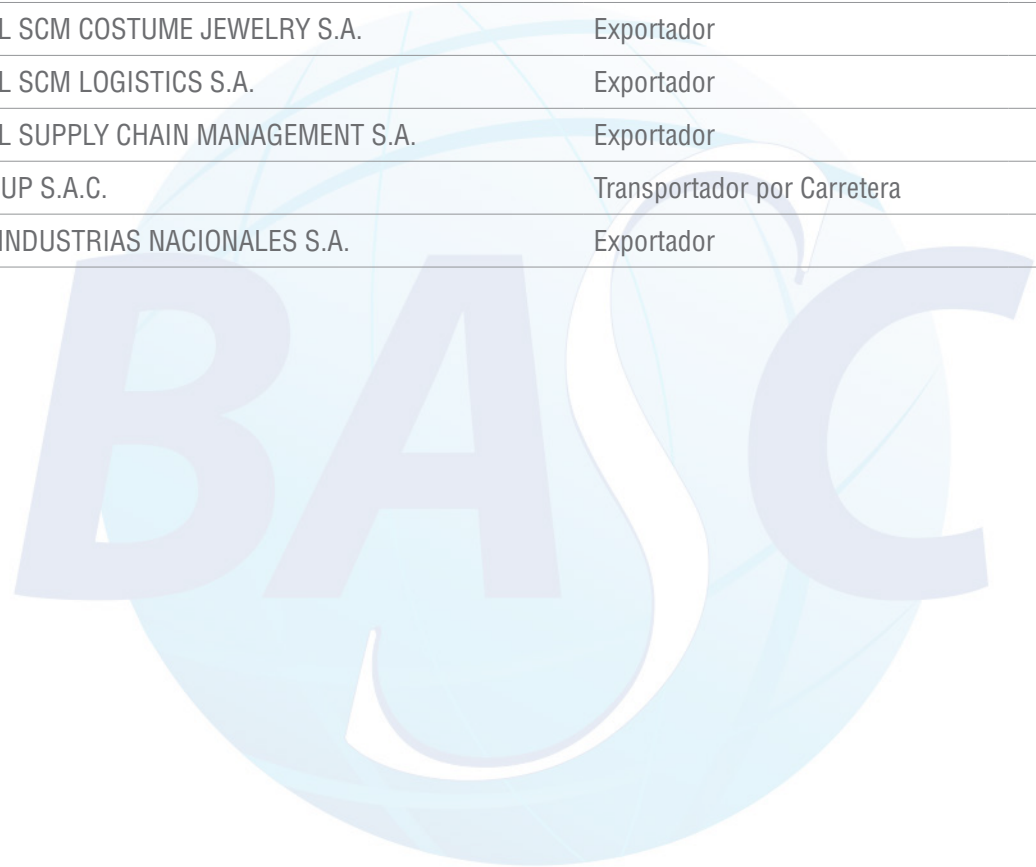 L SCM COSTUME JEWELRY S.A. Exportador
L SCM LOGISTICS S.A. Exportador
L SUPPLY CHAIN MANAGEMENT S.A. Exportador
UP S.A.C. Transportador por Carretera
INDUSTRIAS NACIONALES S.A. Exportador
BASC